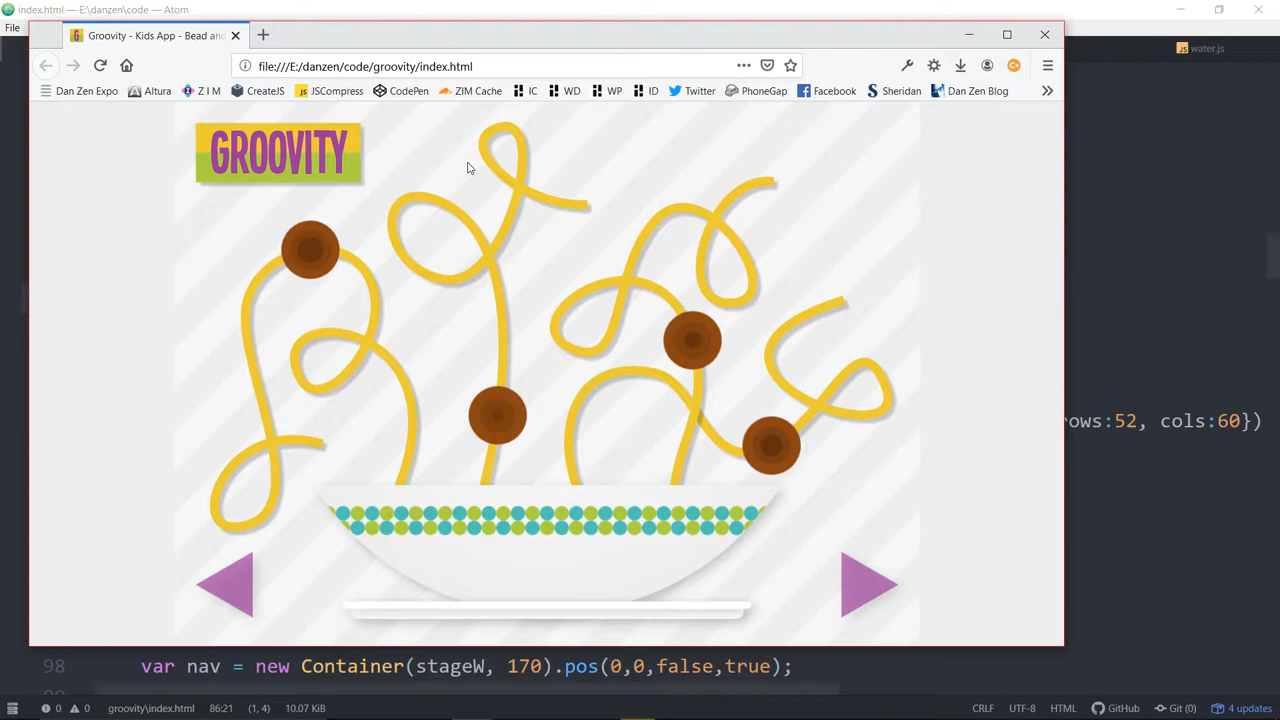 index.html — E:\danzen\code — Atom
File
Groovity - Kids App - Bead and
file:///E:/danzen/code/groovity/index.html
Dan Zen Expo Altura Z I M CreateJS JSCompress CodePen ZIM Cache IC WD WP ID Twitter PhoneGap Facebook Sheridan Dan Zen Blog
water.js
GROOVITY
rows:52, cols:60})
98 var nav = new Container(stageW, 170).pos(0,0,false,true);
0 0 groovity\index.html 86:21 (1, 4) 10.07 KiB CRLF UTF-8 HTML GitHub Git (0) 4 updates